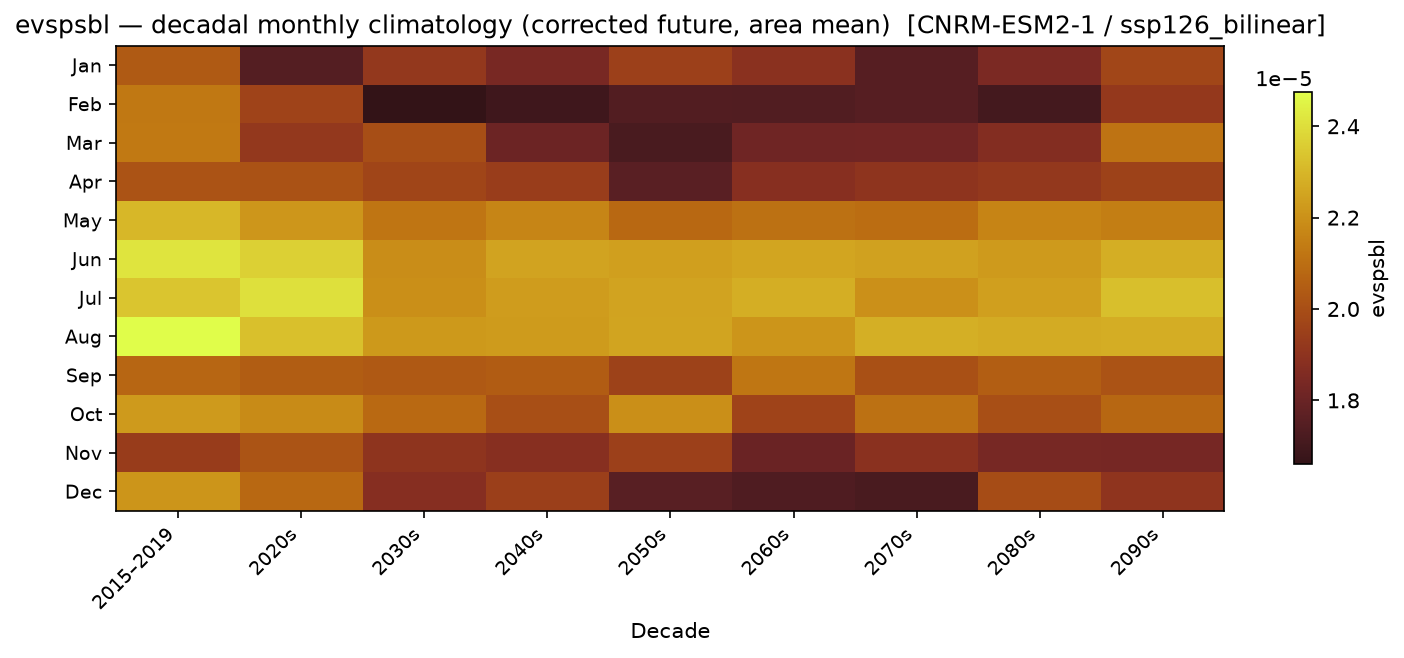 evspsbl — decadal monthly climatology (corrected future, area mean)  [CNRM-ESM2-1 / ssp126_bilinear]
Jan
Feb
Mar
Apr
May
Jun
Jul
Aug
Sep
Oct
Nov
Dec
2015–2019
2020s
2030s
2040s
2050s
2060s
2070s
2080s
2090s
Decade
1e−5
2.4
2.2
2.0
1.8
evspsbl